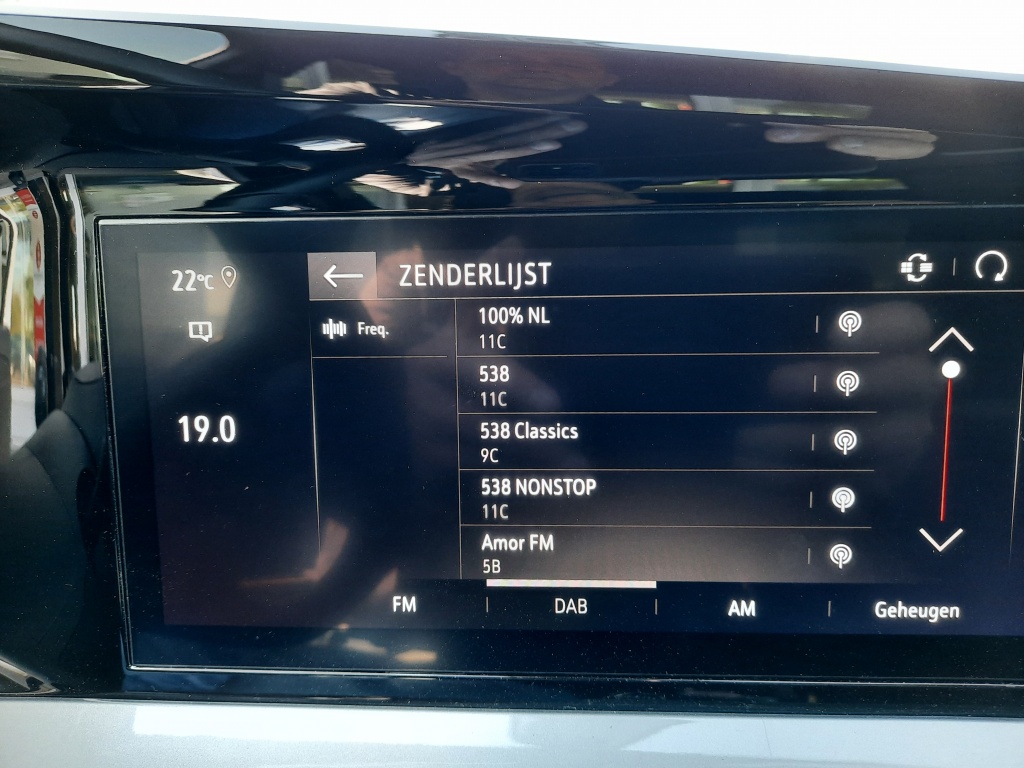 22°C
ZENDERLIJST
Freq.
100% NL
11C
538
11C
19.0
538 Classics
9C
538 NONSTOP
11C
Amor FM
5B
FM
DAB
AM
Geheugen